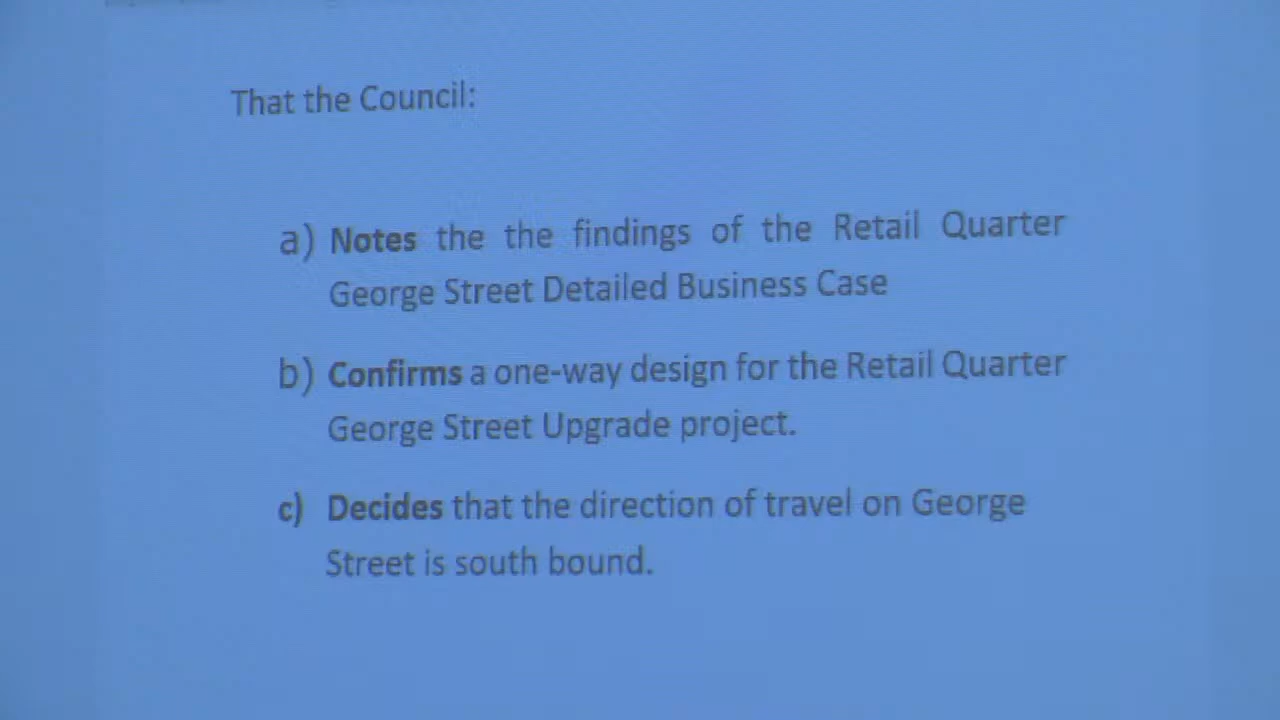 That the Council:
a) Notes the the findings of the Retail Quarter
George Street Detailed Business Case
b) Confirms a one-way design for the Retail Quarter
George Street Upgrade project.
c) Decides that the direction of travel on George
Street is south bound.